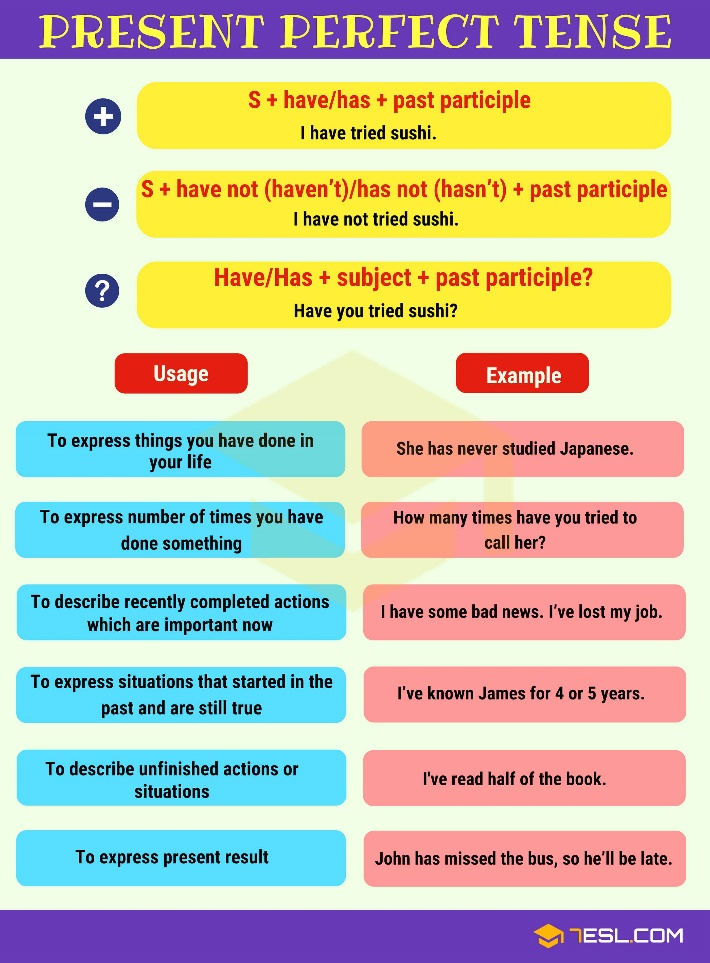 PRESENT PERFECT TENSE
+
S + have/has + past participle
I have tried sushi.
−
S + have not (haven’t)/has not (hasn’t) + past participle
I have not tried sushi.
?
Have/Has + subject + past participle?
Have you tried sushi?
Usage
Example
To express things you have done in
your life
She has never studied Japanese.
To express number of times you have
done something
How many times have you tried to
call her?
To describe recently completed actions
which are important now
I have some bad news. I’ve lost my job.
To express situations that started in the
past and are still true
I've known James for 4 or 5 years.
To describe unfinished actions or
situations
I've read half of the book.
To express present result
John has missed the bus, so he’ll be late.
7ESL.COM